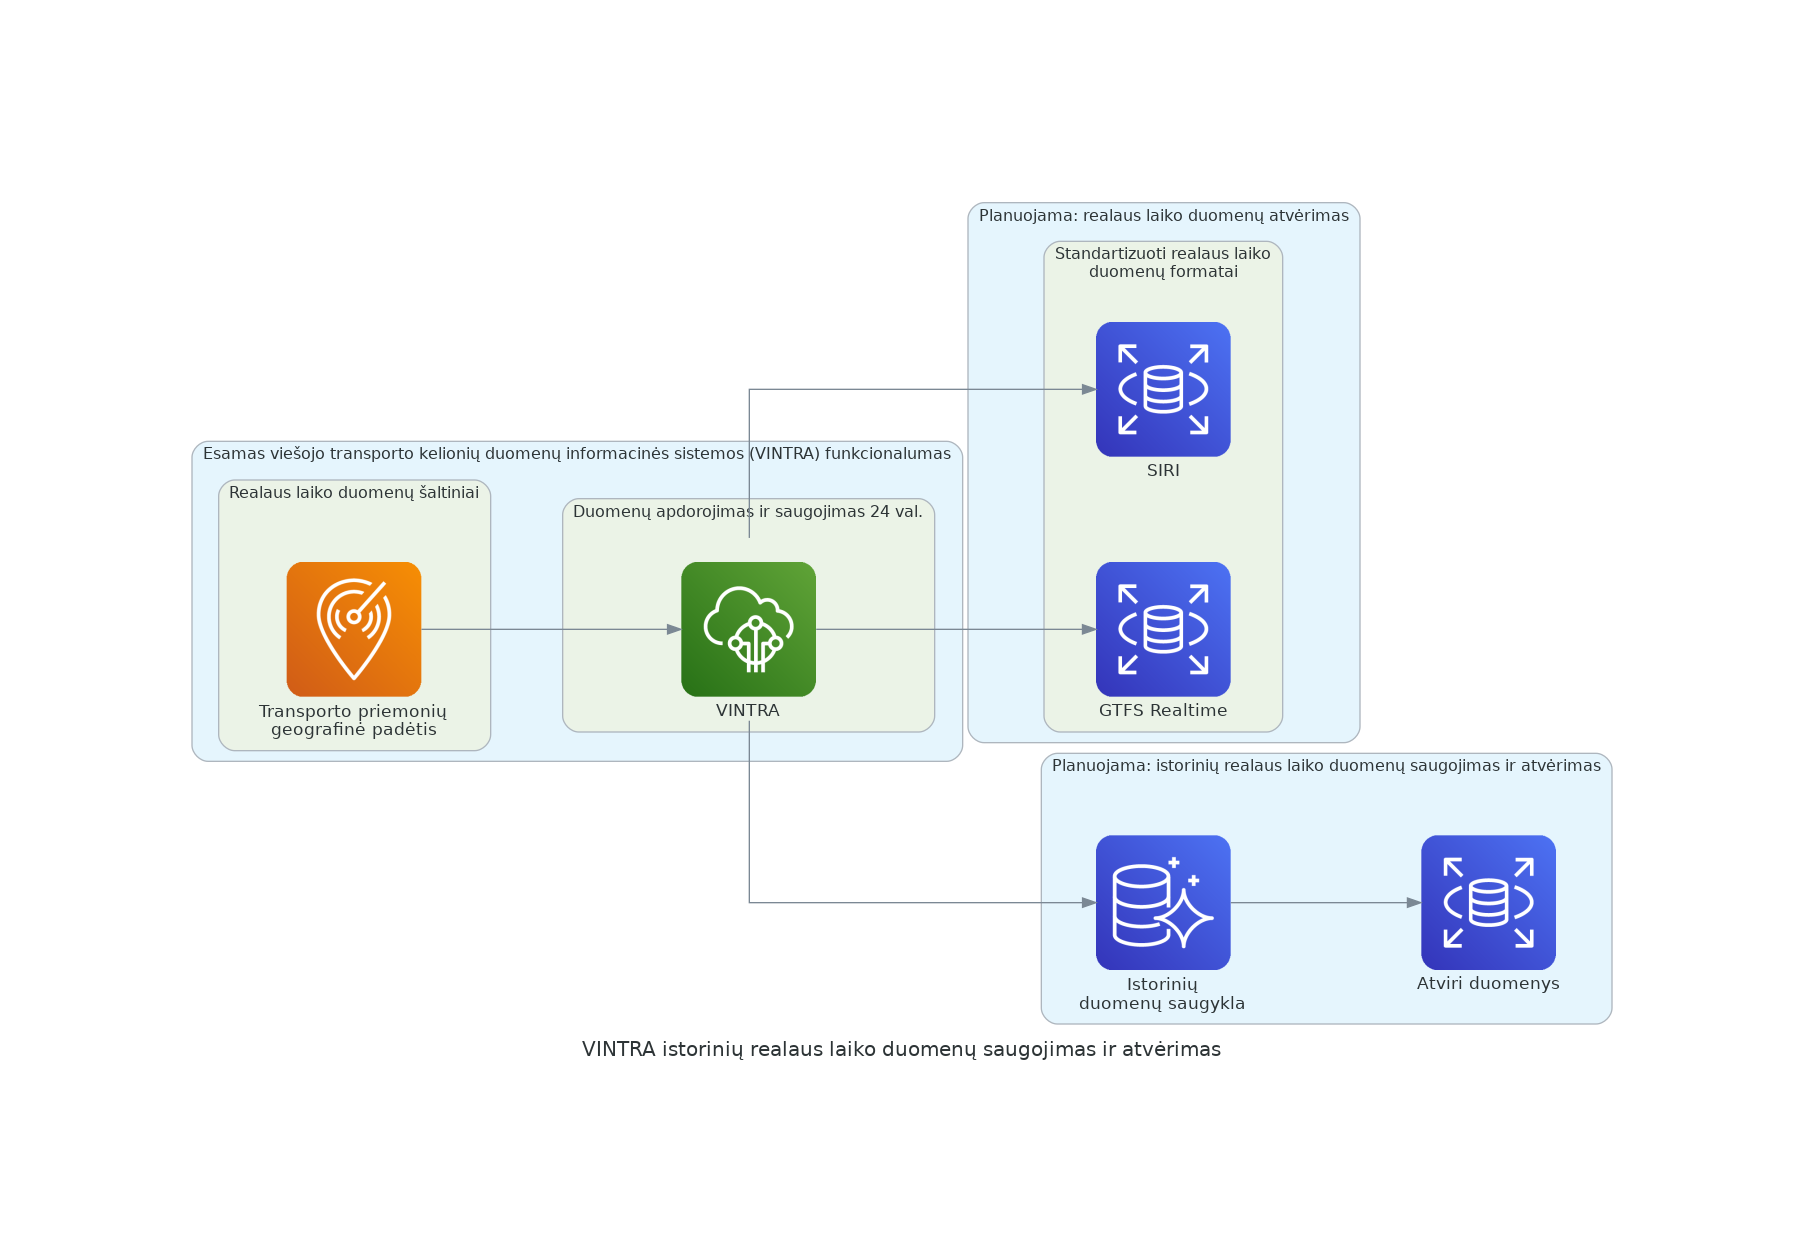 Planuojama: realaus laiko duomenų atvėrimas
Standartizuoti realaus laiko
duomenų formatai
SIRI
Esamas viešojo transporto kelionių duomenų informacinės sistemos (VINTRA) funkcionalumas
Realaus laiko duomenų šaltiniai
Duomenų apdorojimas ir saugojimas 24 val.
Transporto priemonių
geografinė padėtis
VINTRA
GTFS Realtime
Planuojama: istorinių realaus laiko duomenų saugojimas ir atvėrimas
Istorinių
duomenų saugykla
Atviri duomenys
VINTRA istorinių realaus laiko duomenų saugojimas ir atvėrimas